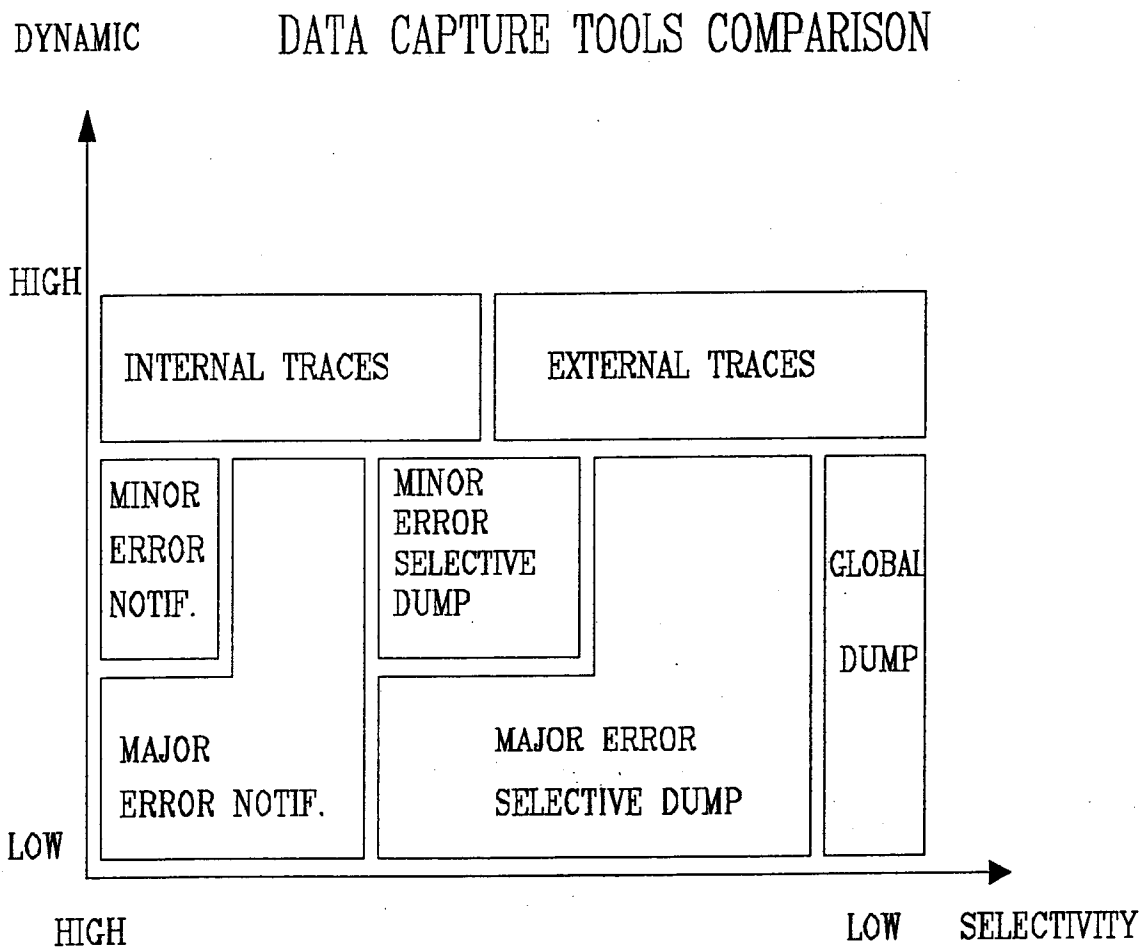 DYNAMIC
DATA CAPTURE TOOLS COMPARISON
HIGH
INTERNAL TRACES
EXTERNAL TRACES
MINOR
ERROR
NOTIF.
MINOR
ERROR
SELECTIVE
DUMP
GLOBAL
DUMP
MAJOR
ERROR NOTIF.
MAJOR ERROR
SELECTIVE DUMP
LOW
HIGH
LOW
SELECTIVITY